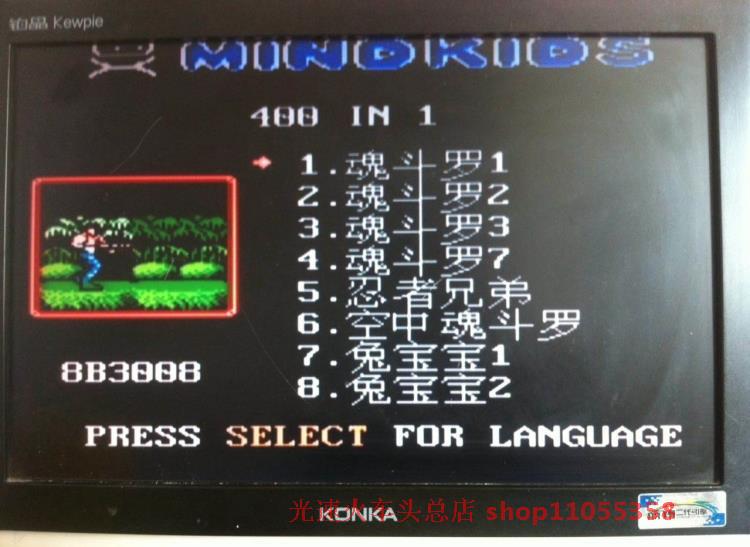 铂晶 Kewpie
MINDKIDS
400 IN 1
1.魂斗罗1
2.魂斗罗2
3.魂斗罗3
4.魂斗罗7
5.忍者兄弟
6.空中魂斗罗
7.兔宝宝1
8.兔宝宝2
8B3008
PRESS SELECT FOR LANGUAGE
KONKA
光速小车头总店 shop11055358